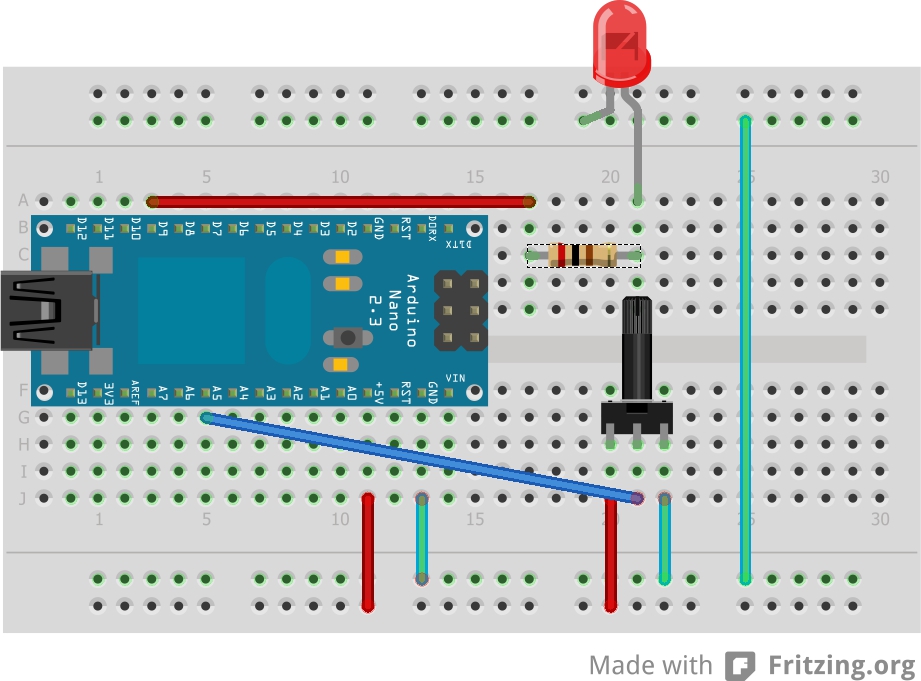 1 5 10 15 20 25 30
A
B D12 D11 D10 D9 D8 D7 D6 D5 D4 D3 D2 GND RST D0RX
D1TX
C
Arduino
Nano
2.3
VIN
F D13 3V3 AREF A7 A6 A5 A4 A3 A2 A1 A0 +5V RST GND
G
H
I
J
1 5 10 15 20 25 30
Made with Fritzing.org